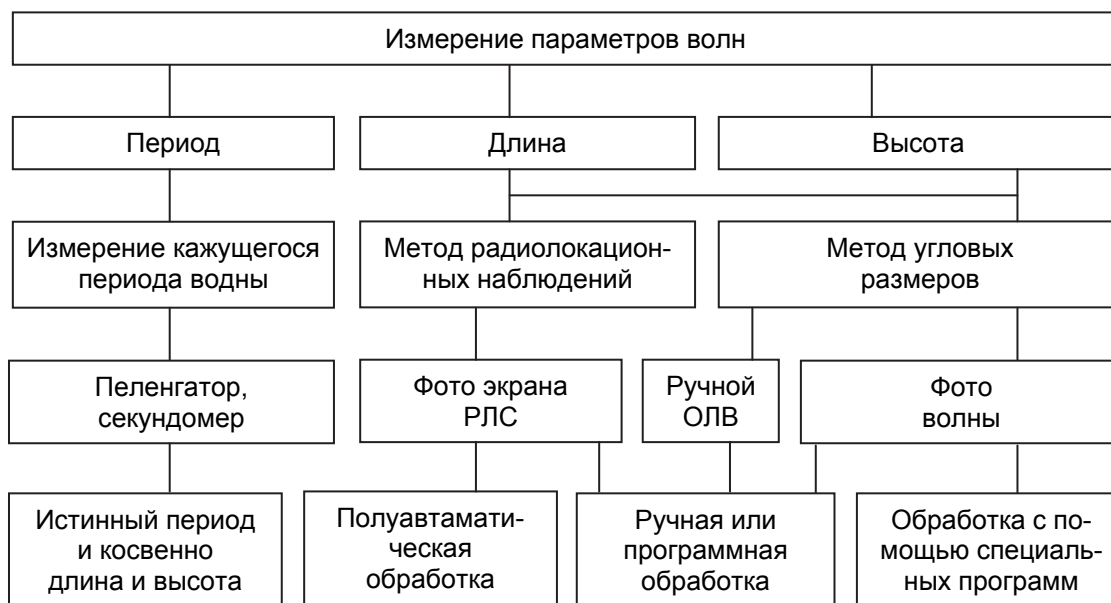 Измерение параметров волн
Период
Длина
Высота
Измерение кажущегося
периода водны
Метод радиолокацион-
ных наблюдений
Метод угловых
размеров
Пеленгатор,
секундомер
Фото экрана
РЛС
Ручной
ОЛВ
Фото
волны
Истинный период
и косвенно
длина и высота
Полуавтамати-
ческая
обработка
Ручная или
программная
обработка
Обработка с по-
мощью специаль-
ных программ